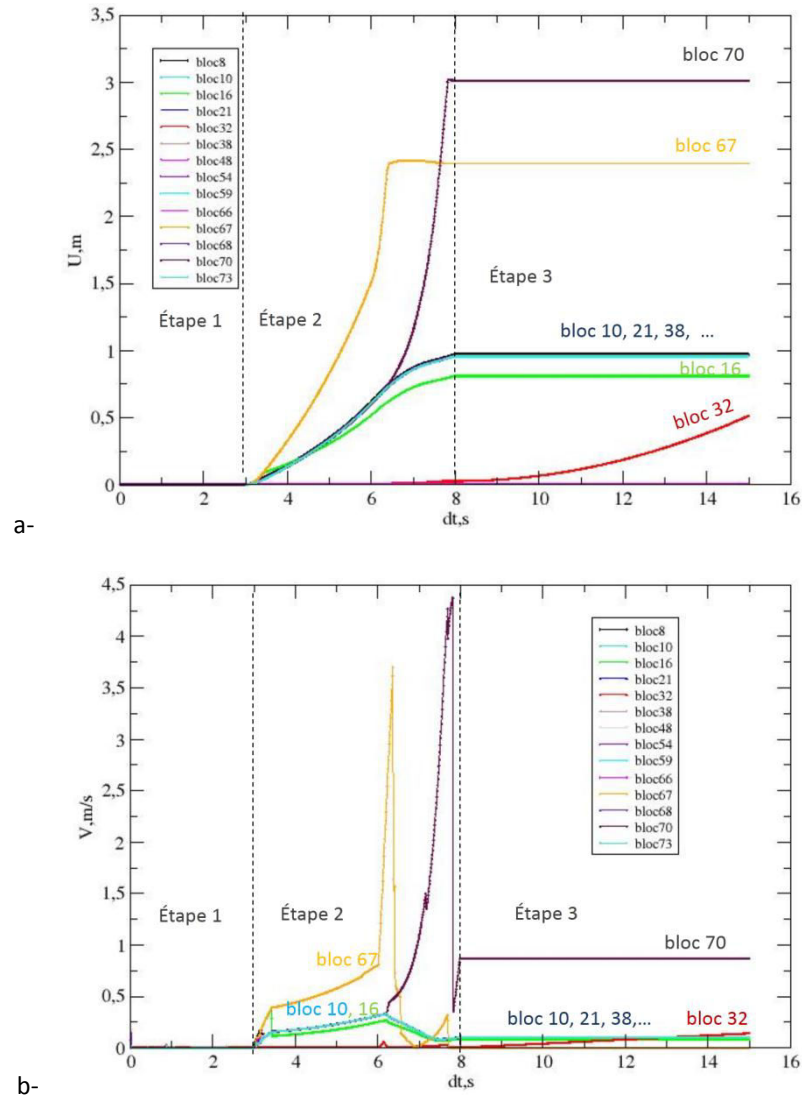 3,5
3
2,5
2
1,5
1
0,5
0
U,m
bloc8
bloc10
bloc16
bloc21
bloc32
bloc38
bloc48
bloc54
bloc59
bloc66
bloc67
bloc68
bloc70
bloc73
bloc 70
bloc 67
Étape 1
Étape 2
Étape 3
bloc 10, 21, 38, ...
bloc 16
bloc 32
0 2 4 6 8 10 12 14 16
dt,s
a-
4,5
4
3,5
3
2,5
2
1,5
1
0,5
0
V,m/s
bloc8
bloc10
bloc16
bloc21
bloc32
bloc38
bloc48
bloc54
bloc59
bloc66
bloc67
bloc68
bloc70
bloc73
Étape 1
Étape 2
Étape 3
bloc 67
bloc 70
bloc 10, 16
bloc 10, 21, 38,...
bloc 32
0 2 4 6 8 10 12 14 16
dt,s
b-